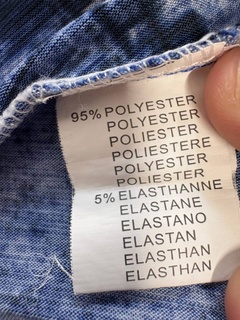 95% POLYESTER
POLYESTER
POLIESTER
POLIESTERE
POLYESTER
POLIESTER
5% ELASTHANNE
ELASTANE
ELASTANO
ELASTAN
ELASTHAN
ELASTHAN